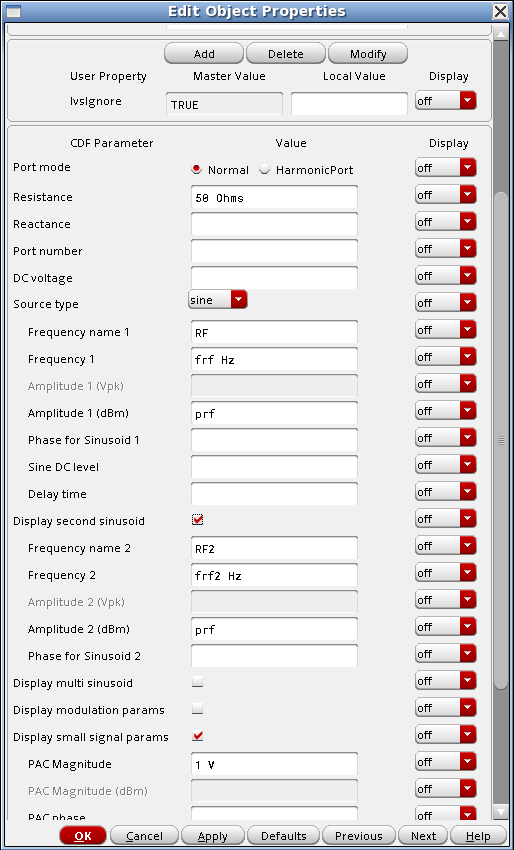 Edit Object Properties
Add Delete Modify
User Property Master Value Local Value Display
lvsIgnore TRUE off
CDF Parameter Value Display
Port mode Normal HarmonicPort off
Resistance 50 Ohms off
Reactance off
Port number off
DC voltage off
Source type sine off
Frequency name 1 RF off
Frequency 1 frf Hz off
Amplitude 1 (Vpk) off
Amplitude 1 (dBm) prf off
Phase for Sinusoid 1 off
Sine DC level off
Delay time off
Display second sinusoid off
Frequency name 2 RF2 off
Frequency 2 frf2 Hz off
Amplitude 2 (Vpk) off
Amplitude 2 (dBm) prf off
Phase for Sinusoid 2 off
Display multi sinusoid off
Display modulation params off
Display small signal params off
PAC Magnitude 1 V off
PAC Magnitude (dBm) off
PAC phase off
OK Cancel Apply Defaults Previous Next Help